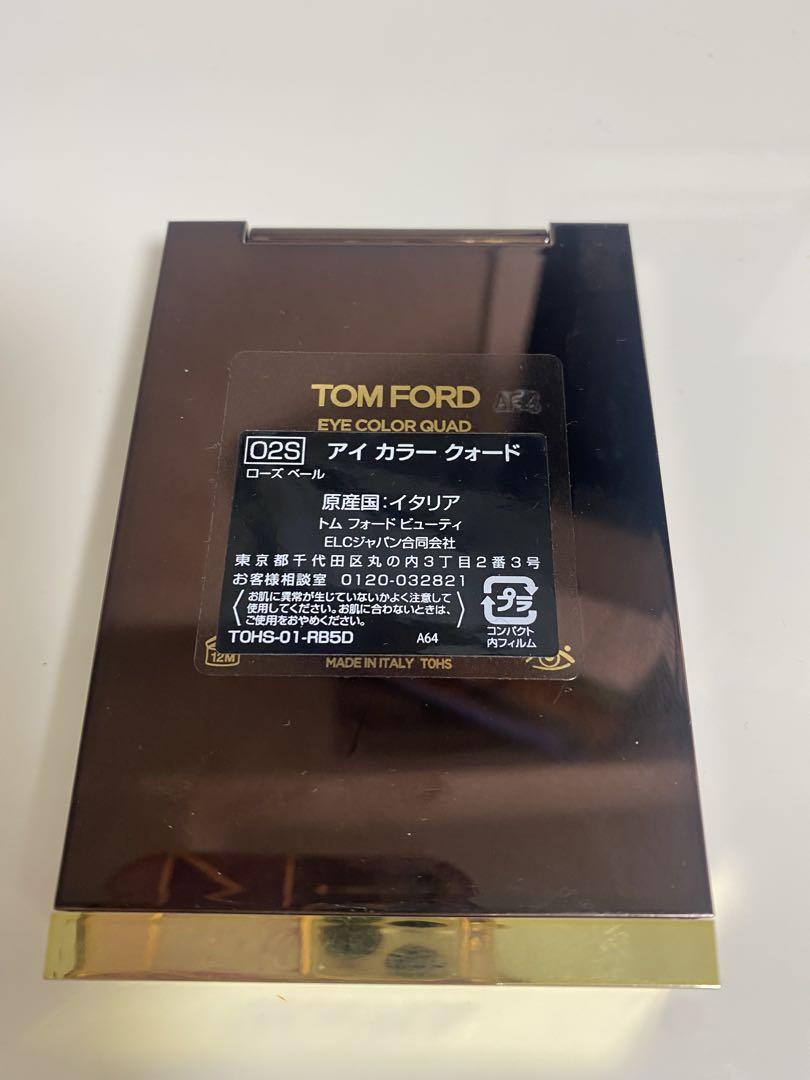 TOM FORD AF4
EYE COLOR QUAD
02S アイ カラー クォード
ローズ ペール
原産国:イタリア
トム フォード ビューティ
ELCジャパン合同会社
東京都千代田区丸の内3丁目2番3号
お客様相談室 0120-032821
お肌に異常が生じていないかよく注意して
使用してください。お肌に合わないときは、
ご使用をおやめください。
プラ
コンパクト
内フィルム
T0HS-01-RB5D A64
12M
MADE IN ITALY T0HS